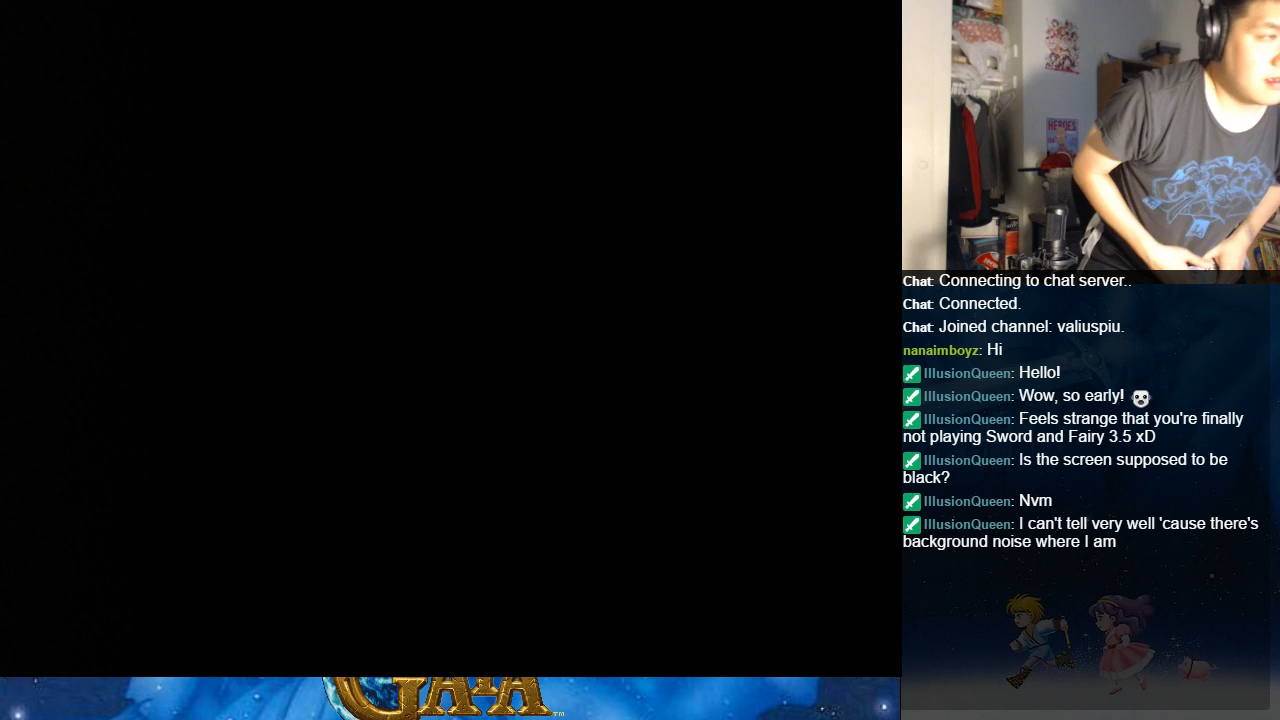 HEROES
Chat: Connecting to chat server..
Chat: Connected.
Chat: Joined channel: valiuspiu.
nanaimboyz: Hi
IllusionQueen: Hello!
IllusionQueen: Wow, so early!
IllusionQueen: Feels strange that you're finally
not playing Sword and Fairy 3.5 xD
IllusionQueen: Is the screen supposed to be
black?
IllusionQueen: Nvm
IllusionQueen: I can't tell very well 'cause there's
background noise where I am
GAIA™